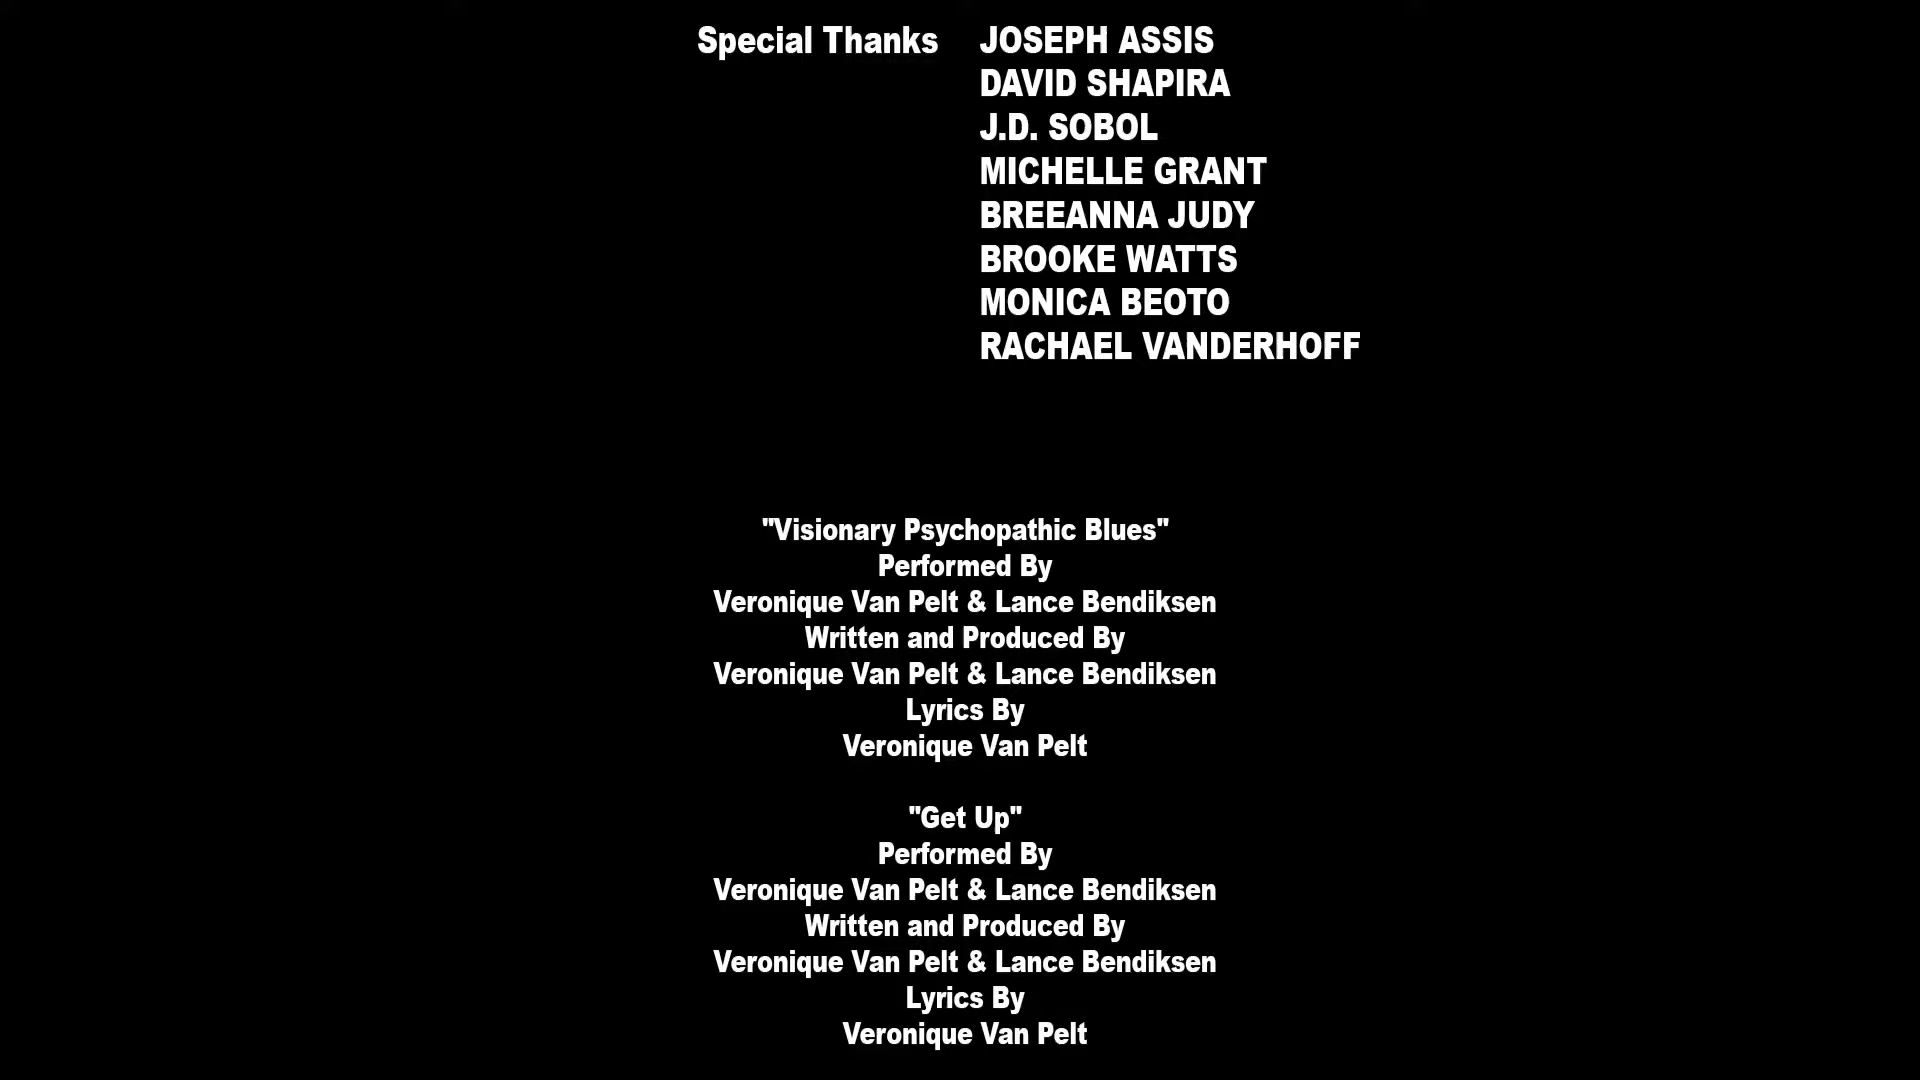 Special Thanks JOSEPH ASSIS
DAVID SHAPIRA
J.D. SOBOL
MICHELLE GRANT
BREEANNA JUDY
BROOKE WATTS
MONICA BEOTO
RACHAEL VANDERHOFF
"Visionary Psychopathic Blues"
Performed By
Veronique Van Pelt & Lance Bendiksen
Written and Produced By
Veronique Van Pelt & Lance Bendiksen
Lyrics By
Veronique Van Pelt
"Get Up"
Performed By
Veronique Van Pelt & Lance Bendiksen
Written and Produced By
Veronique Van Pelt & Lance Bendiksen
Lyrics By
Veronique Van Pelt